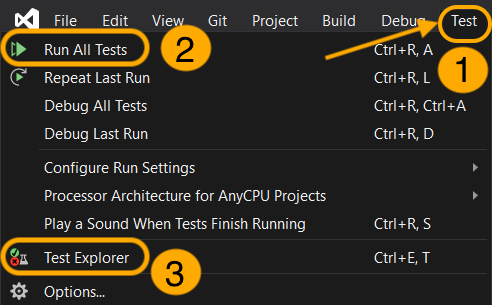 File Edit View Git Project Build Debug Test
Run All Tests Ctrl+R, A
2
1
Repeat Last Run Ctrl+R, L
Debug All Tests Ctrl+R, Ctrl+A
Debug Last Run Ctrl+R, D
Configure Run Settings
Processor Architecture for AnyCPU Projects
Play a Sound When Tests Finish Running Ctrl+R, S
Test Explorer Ctrl+E, T
3
Options...